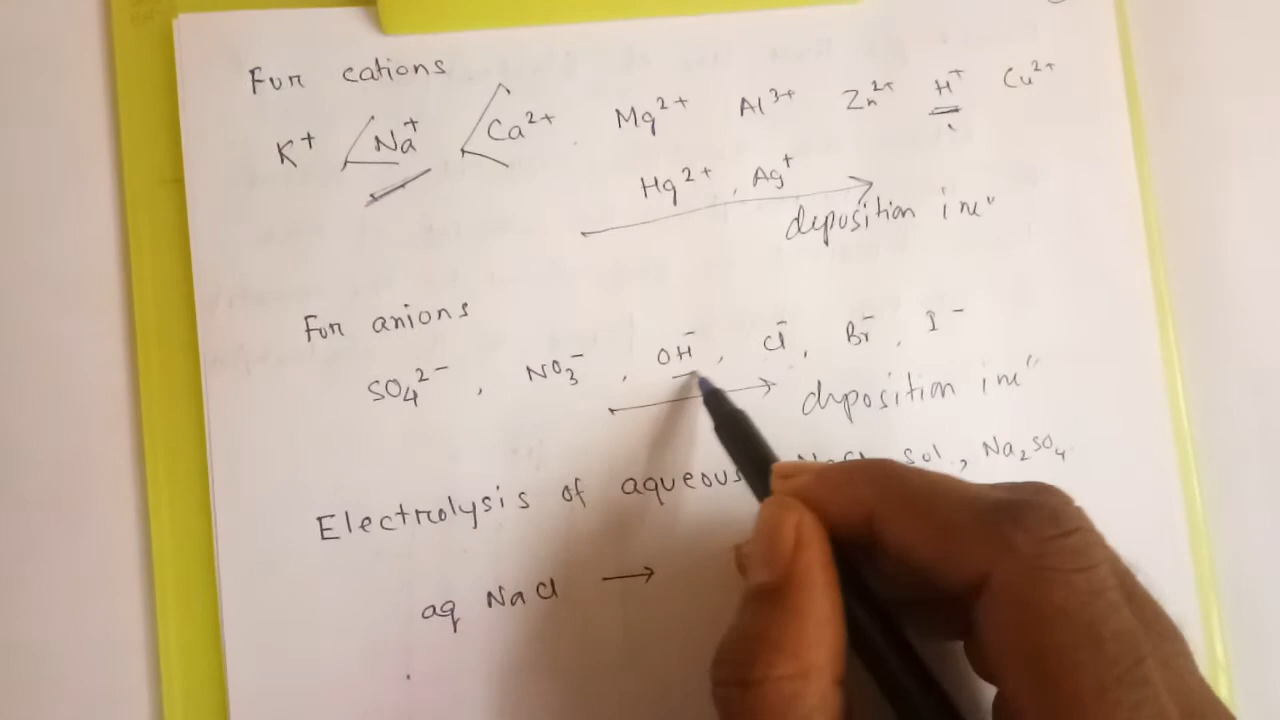 For cations
K⁺ < Na⁺ < Ca²⁺ Mg²⁺ Al³⁺ Zn²⁺ H⁺ Cu²⁺
Hg²⁺, Ag⁺
deposition inc"
For anions
SO₄²⁻, NO₃⁻, OH⁻, Cl⁻, Br⁻, I⁻
deposition inc"
Electrolysis of aqueous sol, Na₂SO₄
aq NaCl →